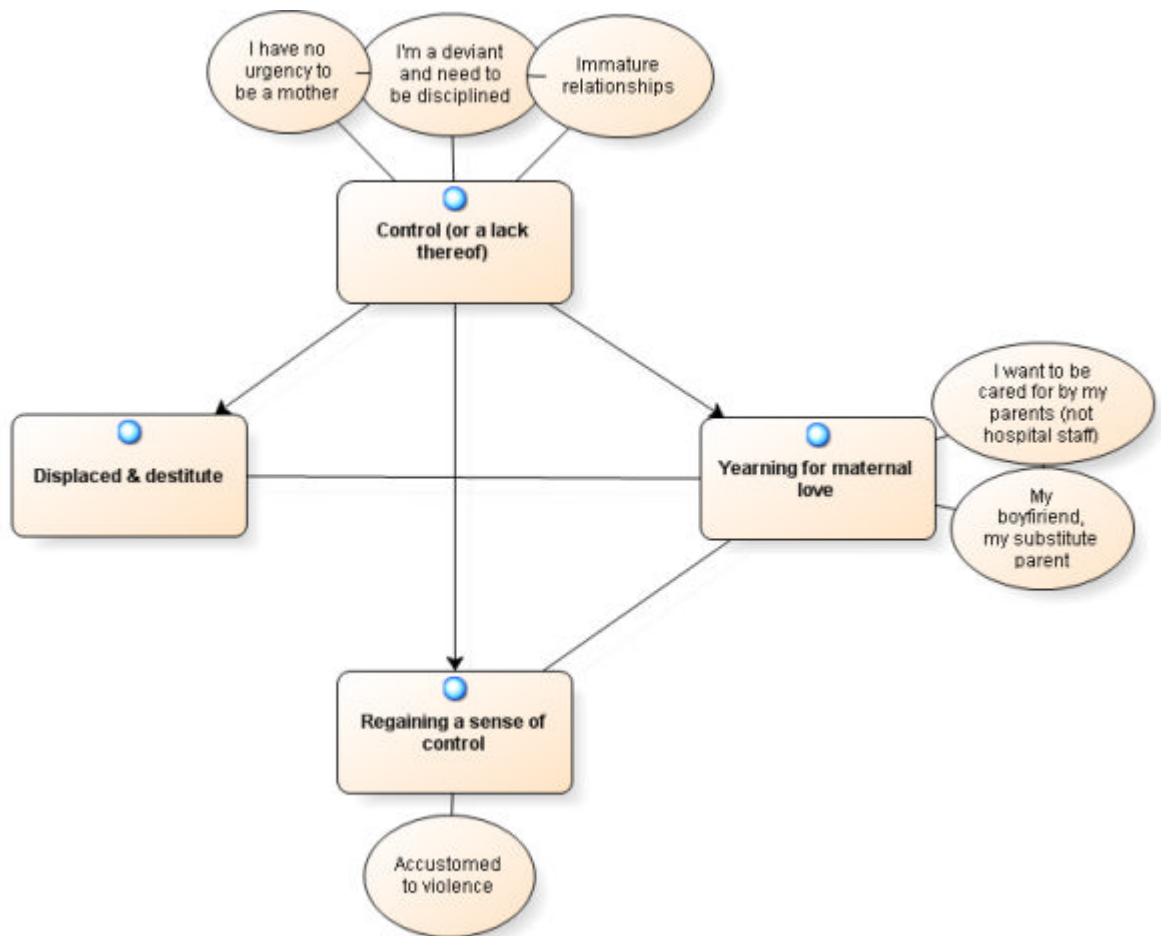 I have no
urgency to
be a mother
I'm a deviant
and need to
be disciplined
Immature
relationships
Control (or a lack
thereof)
I want to be
cared for by my
parents (not
hospital staff)
Displaced & destitute
Yearning for maternal
love
My
boyfiriend,
my substitute
parent
Regaining a sense of
control
Accustomed
to violence